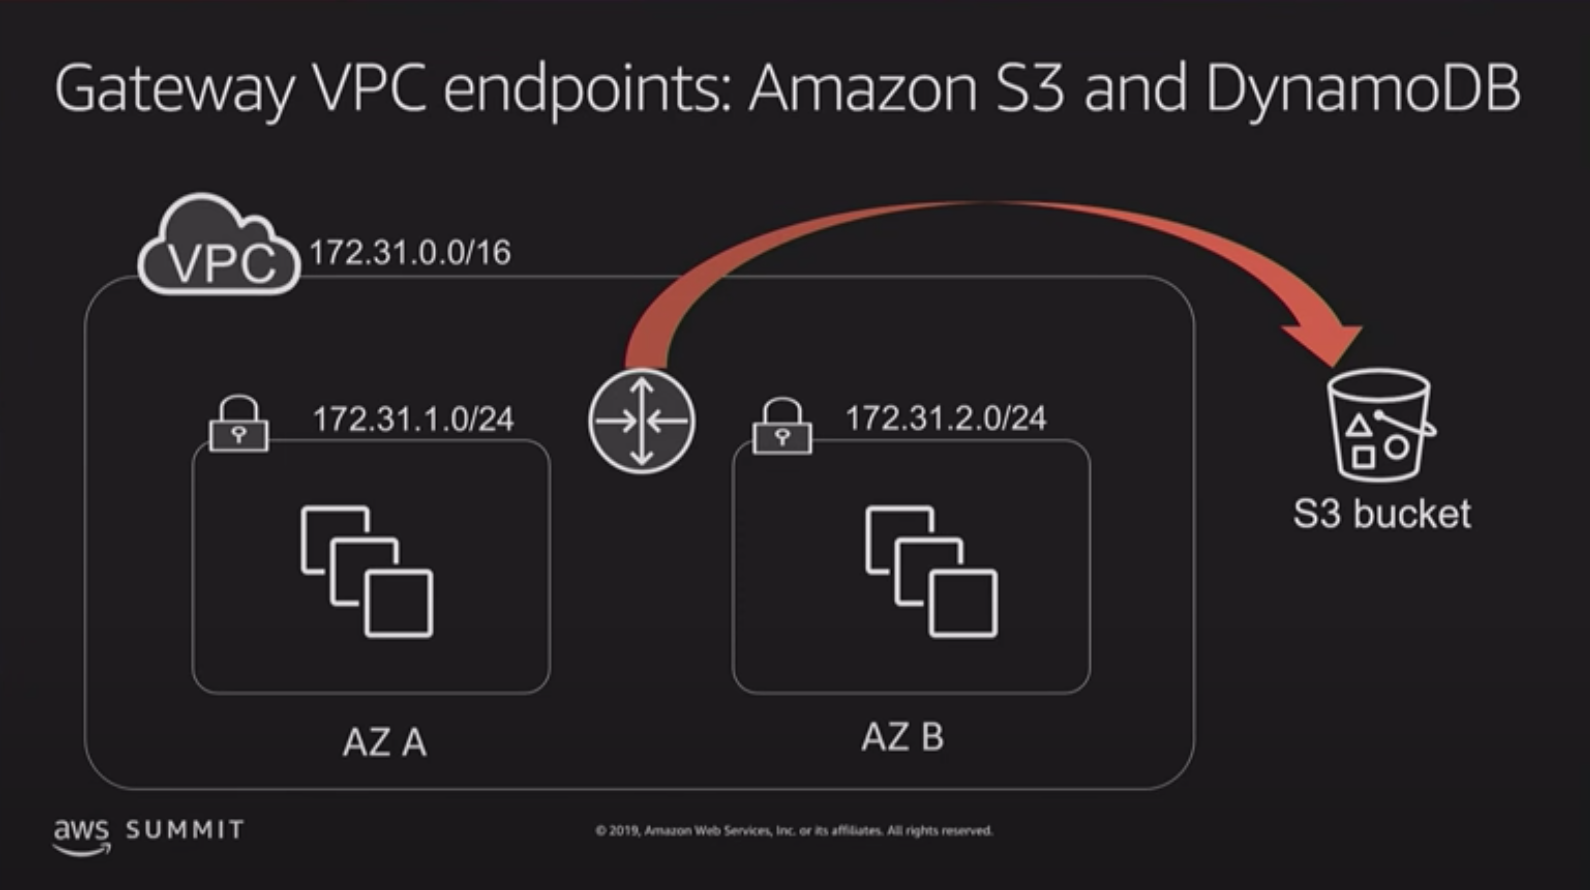 Gateway VPC endpoints: Amazon S3 and DynamoDB
VPC
172.31.0.0/16
172.31.1.0/24
172.31.2.0/24
S3 bucket
AZ A
AZ B
aws SUMMIT
© 2019, Amazon Web Services, Inc. or its affiliates. All rights reserved.